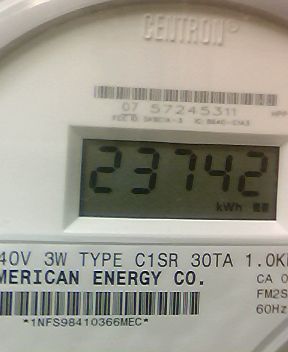 CENTRON®
07 57245311
23742
kWh
40V 3W TYPE C1SR 30TA 1.0K
MERICAN ENERGY CO.
CA 0
FM2S
60Hz
*1NFS98410366MEC*